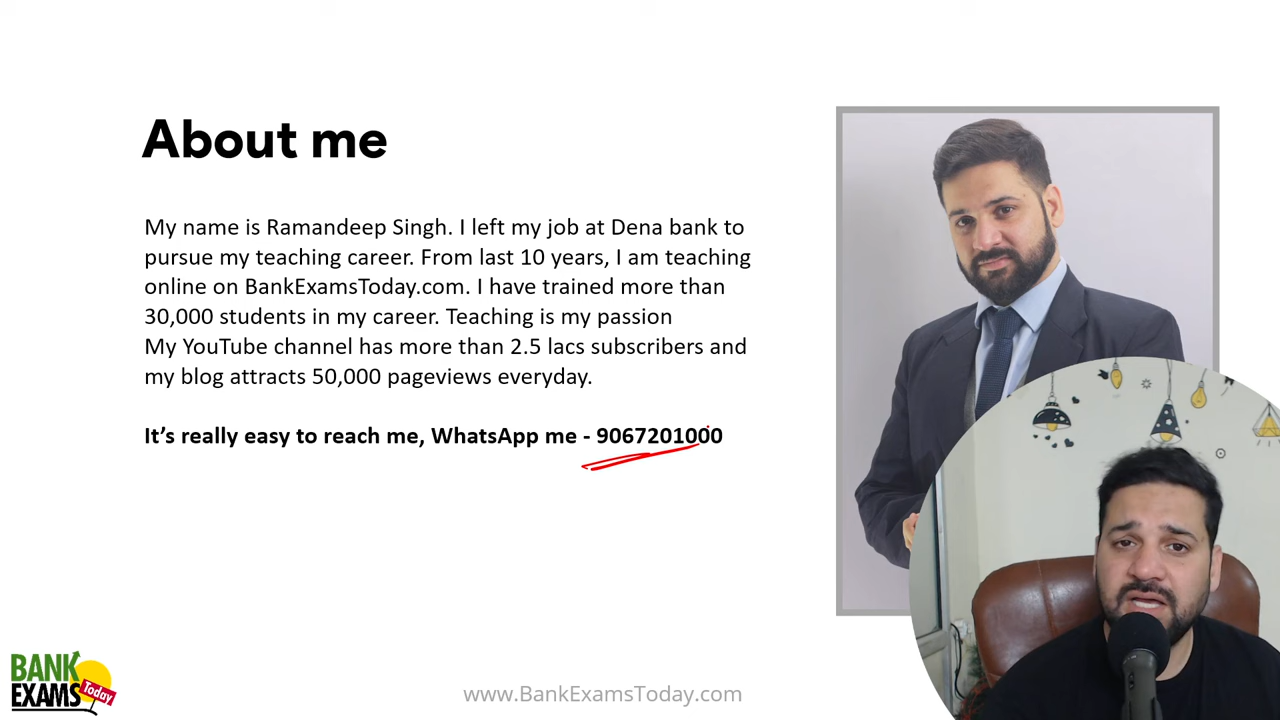 About me
My name is Ramandeep Singh. I left my job at Dena bank to
pursue my teaching career. From last 10 years, I am teaching
online on BankExamsToday.com. I have trained more than
30,000 students in my career. Teaching is my passion
My YouTube channel has more than 2.5 lacs subscribers and
my blog attracts 50,000 pageviews everyday.
It’s really easy to reach me, WhatsApp me - 9067201000
BANK
EXAMS
Today
www.BankExamsToday.com